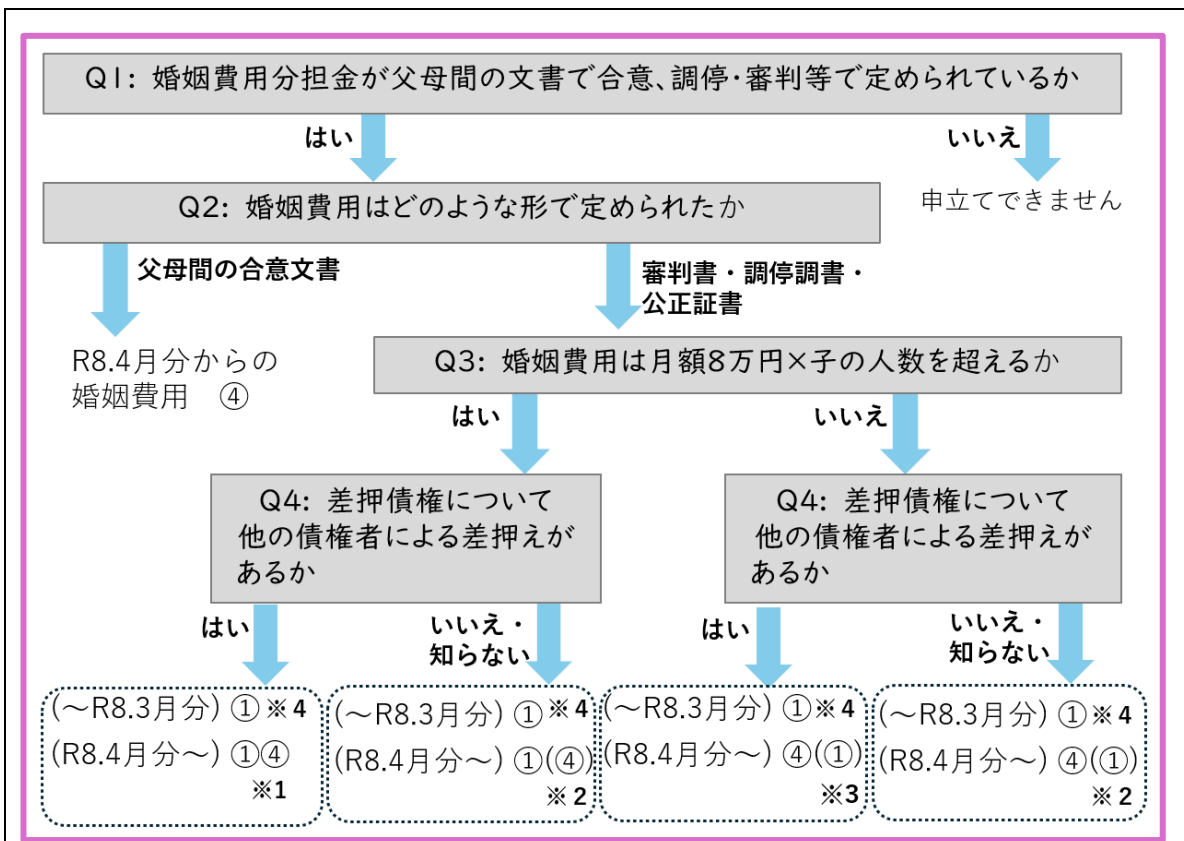 Q1: 婚姻費用分担金が父母間の文書で合意、調停・審判等で定められているか
はい
いいえ
Q2: 婚姻費用はどのような形で定められたか
申立てできません
父母間の合意文書
審判書・調停調書・
公正証書
R8.4月分からの
婚姻費用 ④
Q3: 婚姻費用は月額8万円×子の人数を超えるか
はい
いいえ
Q4: 差押債権について
他の債権者による差押えが
あるか
Q4: 差押債権について
他の債権者による差押えが
あるか
はい
いいえ・
知らない
はい
いいえ・
知らない
(～R8.3月分) ①※4
(R8.4月分～) ①④
※1
(～R8.3月分) ①※4
(R8.4月分～) ①(④)
※2
(～R8.3月分) ①※4
(R8.4月分～) ④(①)
※3
(～R8.3月分) ①※4
(R8.4月分～) ④(①)
※2